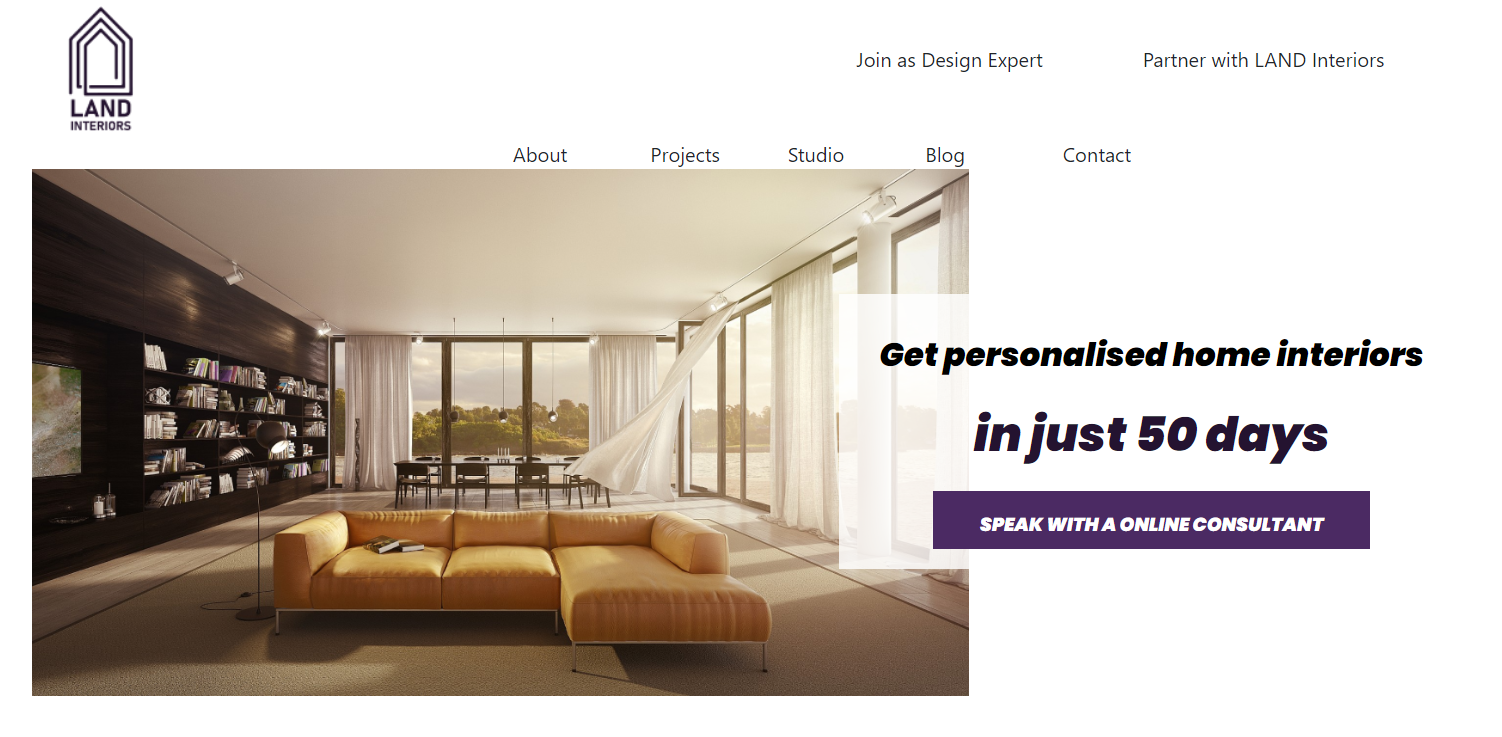 LAND
INTERIORS
Join as Design Expert
Partner with LAND Interiors
About
Projects
Studio
Blog
Contact
Get personalised home interiors
in just 50 days
SPEAK WITH A ONLINE CONSULTANT